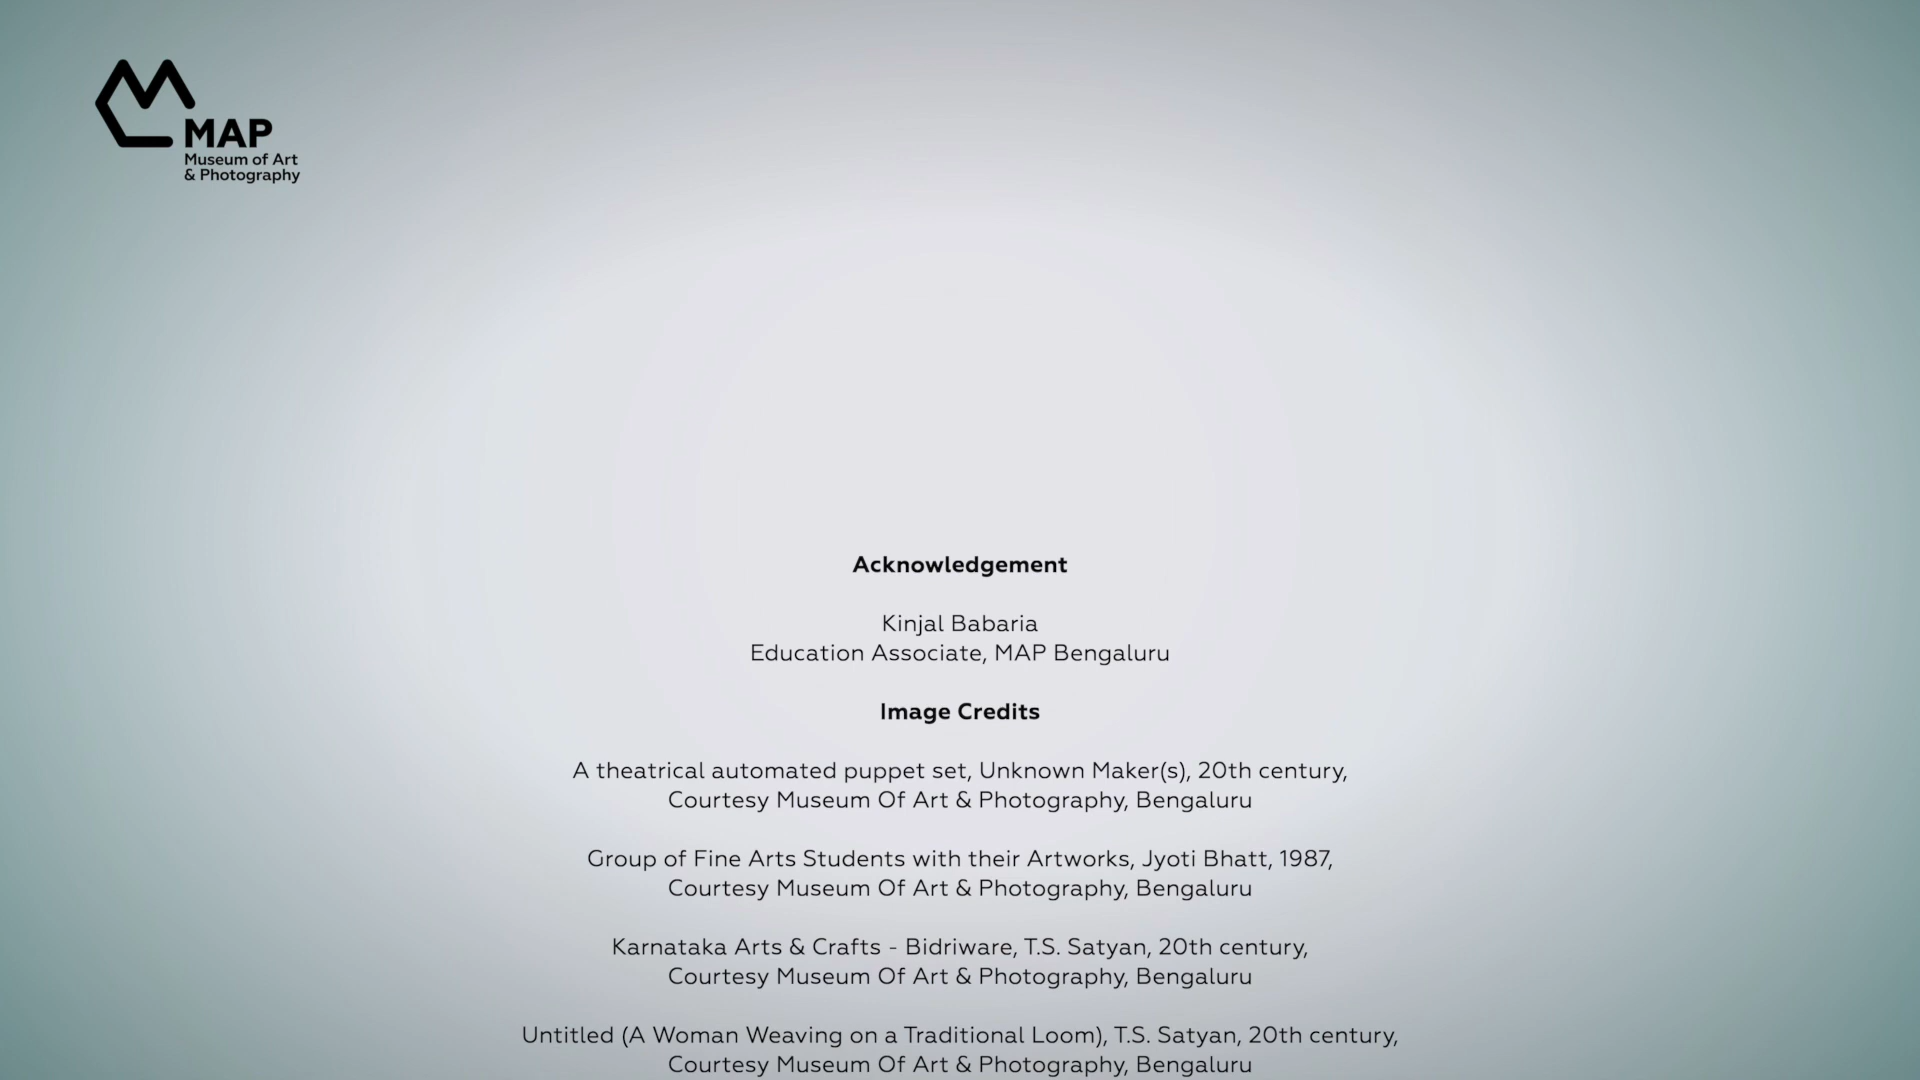 MAP
Museum of Art
& Photography
Acknowledgement
Kinjal Babaria
Education Associate, MAP Bengaluru
Image Credits
A theatrical automated puppet set, Unknown Maker(s), 20th century,
Courtesy Museum Of Art & Photography, Bengaluru
Group of Fine Arts Students with their Artworks, Jyoti Bhatt, 1987,
Courtesy Museum Of Art & Photography, Bengaluru
Karnataka Arts & Crafts - Bidriware, T.S. Satyan, 20th century,
Courtesy Museum Of Art & Photography, Bengaluru
Untitled (A Woman Weaving on a Traditional Loom), T.S. Satyan, 20th century,
Courtesy Museum Of Art & Photography, Bengaluru